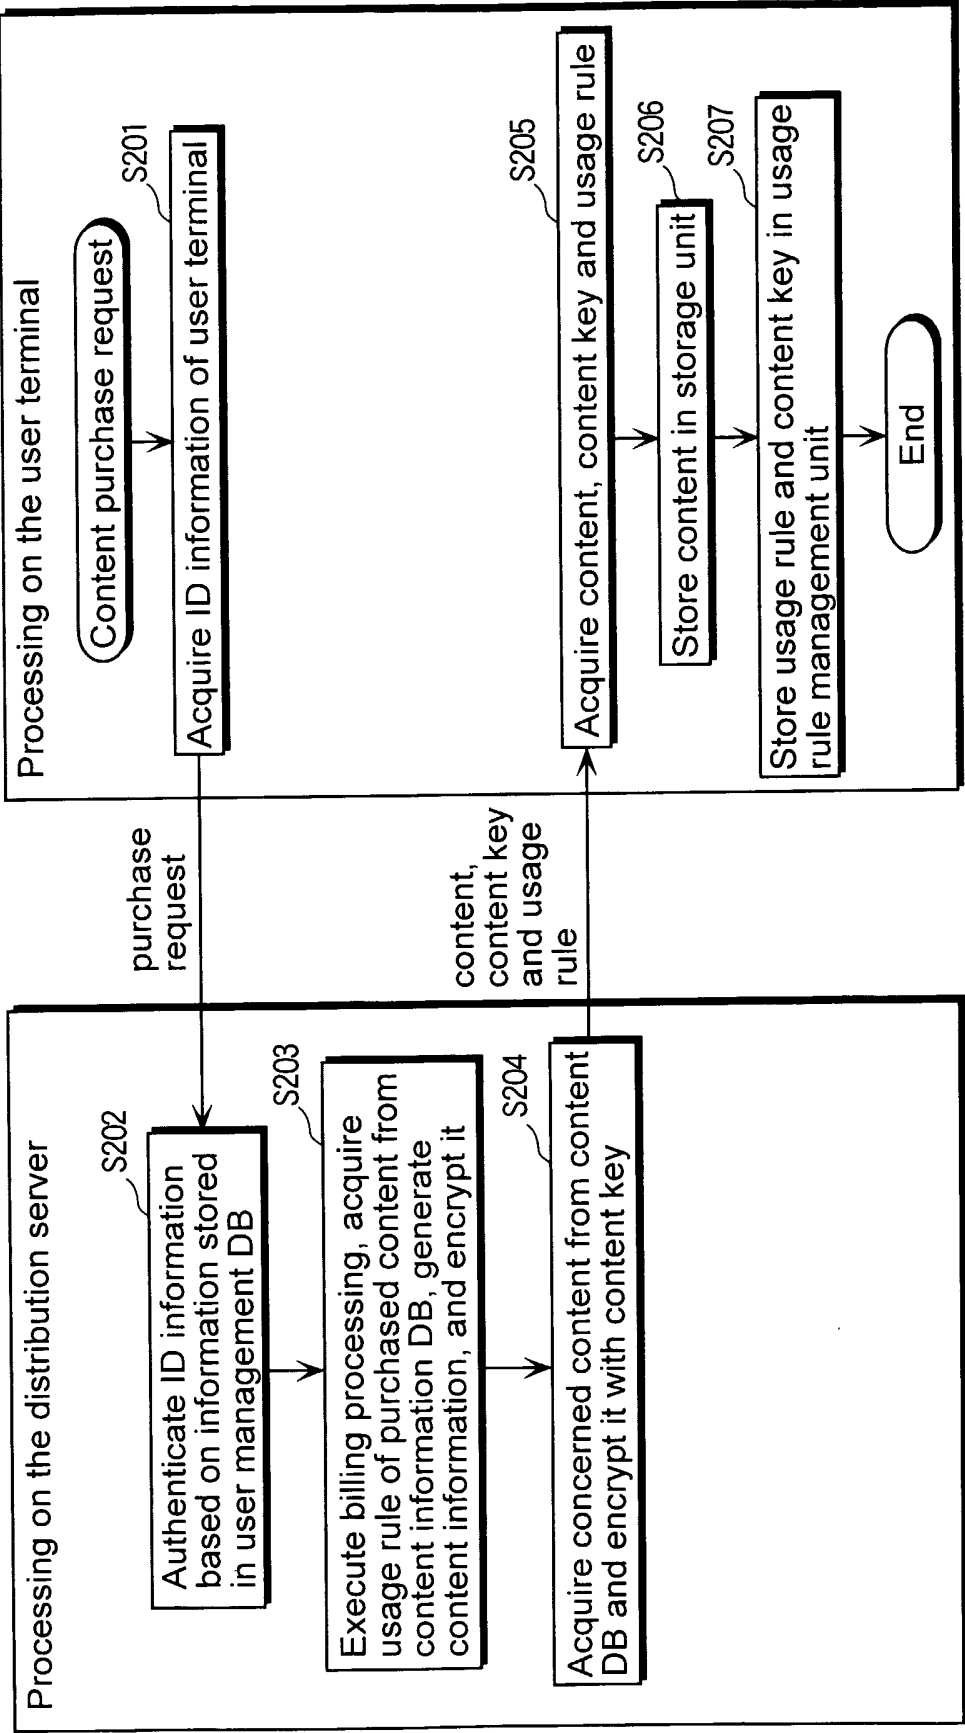 Processing on the distribution server
S202
Authenticate ID information
based on information stored
in user management DB
S203
Execute billing processing, acquire
usage rule of purchased content from
content information DB, generate
content information, and encrypt it
S204
Acquire concerned content from content
DB and encrypt it with content key
purchase
request
content,
content key
and usage
rule
Processing on the user terminal
Content purchase request
S201
Acquire ID information of user terminal
S205
Acquire content, content key and usage rule
S206
Store content in storage unit
S207
Store usage rule and content key in usage
rule management unit
End